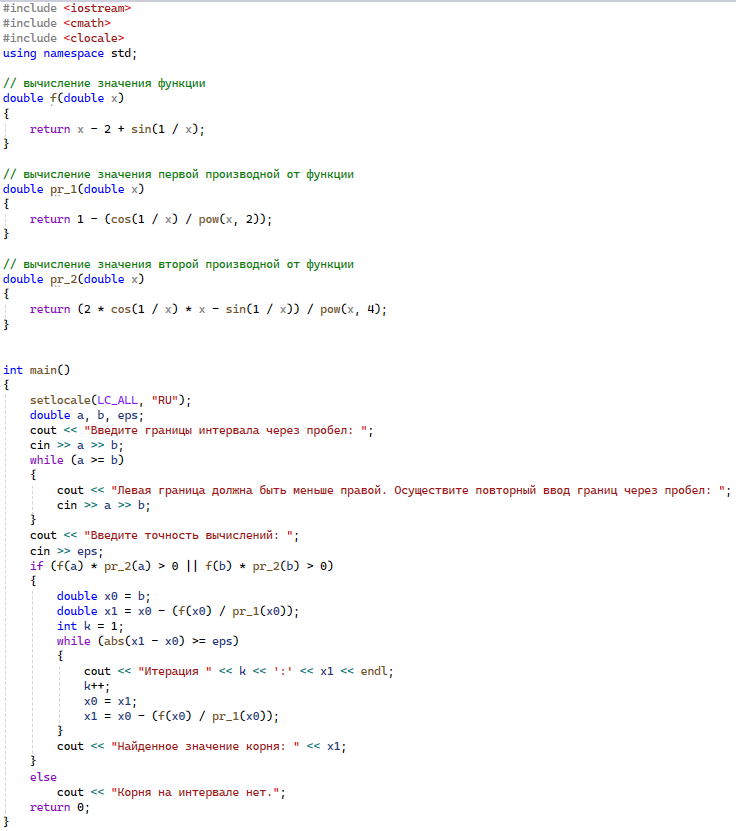 #include <iostream>
#include <cmath>
#include <clocale>
using namespace std;

// вычисление значения функции
double f(double x)
{
    return x - 2 + sin(1 / x);
}

// вычисление значения первой производной от функции
double pr_1(double x)
{
    return 1 - (cos(1 / x) / pow(x, 2));
}

// вычисление значения второй производной от функции
double pr_2(double x)
{
    return (2 * cos(1 / x) * x - sin(1 / x)) / pow(x, 4);
}


int main()
{
    setlocale(LC_ALL, "RU");
    double a, b, eps;
    cout << "Введите границы интервала через пробел: ";
    cin >> a >> b;
    while (a >= b)
    {
        cout << "Левая граница должна быть меньше правой. Осуществите повторный ввод границ через пробел: ";
        cin >> a >> b;
    }
    cout << "Введите точность вычислений: ";
    cin >> eps;
    if (f(a) * pr_2(a) > 0 || f(b) * pr_2(b) > 0)
    {
        double x0 = b;
        double x1 = x0 - (f(x0) / pr_1(x0));
        int k = 1;
        while (abs(x1 - x0) >= eps)
        {
            cout << "Итерация " << k << ':' << x1 << endl;
            k++;
            x0 = x1;
            x1 = x0 - (f(x0) / pr_1(x0));
        }
        cout << "Найденное значение корня: " << x1;
    }
    else
        cout << "Корня на интервале нет.";
    return 0;
}